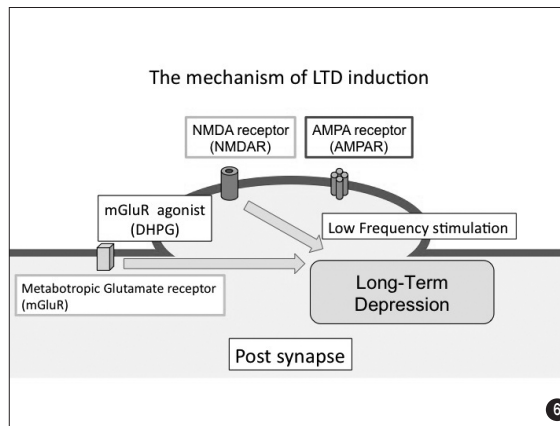 The mechanism of LTD induction
NMDA receptor
(NMDAR)
AMPA receptor
(AMPAR)
mGluR agonist
(DHPG)
Low Frequency stimulation
Metabotropic Glutamate receptor
(mGluR)
Long-Term
Depression
Post synapse
6